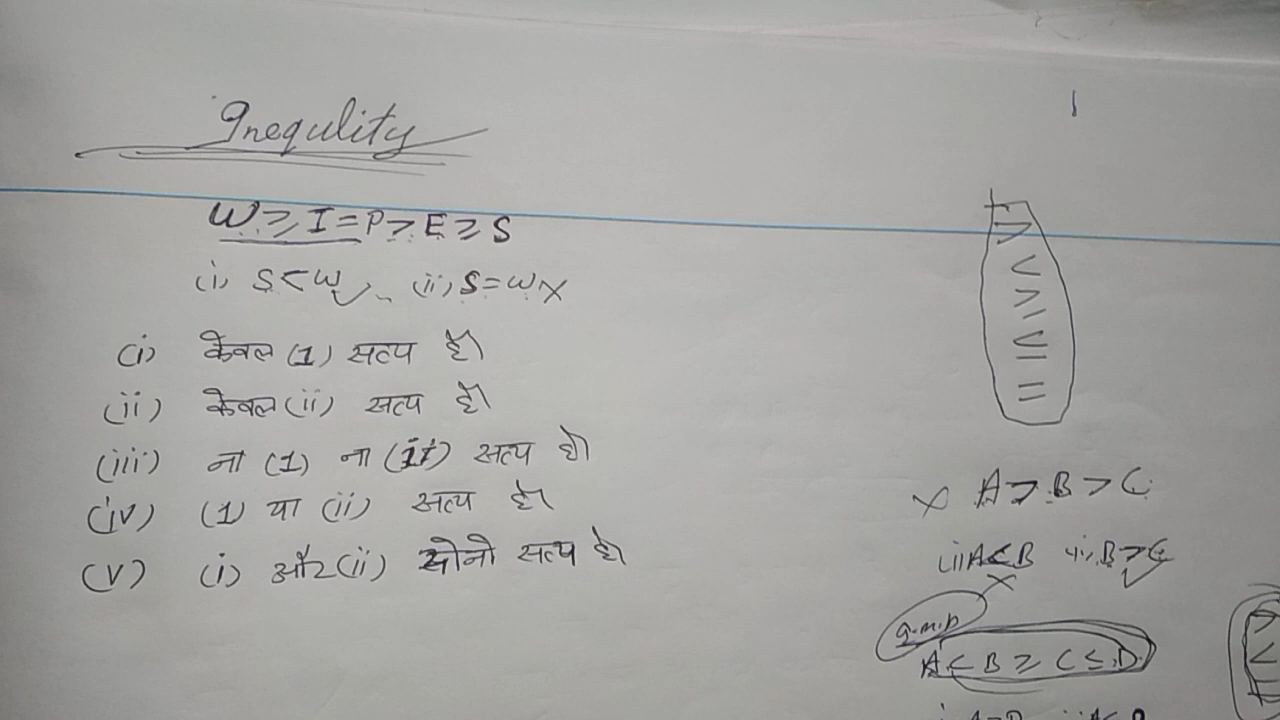 Inequlity
W ≥ I = P > E ≥ S
(i) S < W ✓ (ii) S = W ✗
(i) केवल (1) सत्य है।
(ii) केवल (ii) सत्य है।
(iii) ना (1) ना (ii) सत्य है।
(iv) (1) या (ii) सत्य है।
(v) (i) और (ii) दोनो सत्य है।
>
<
≥
≤
=
✗ A > B > C
(i) A < B (ii) B > C ✓
✗
A < B ≥ C ≤ D